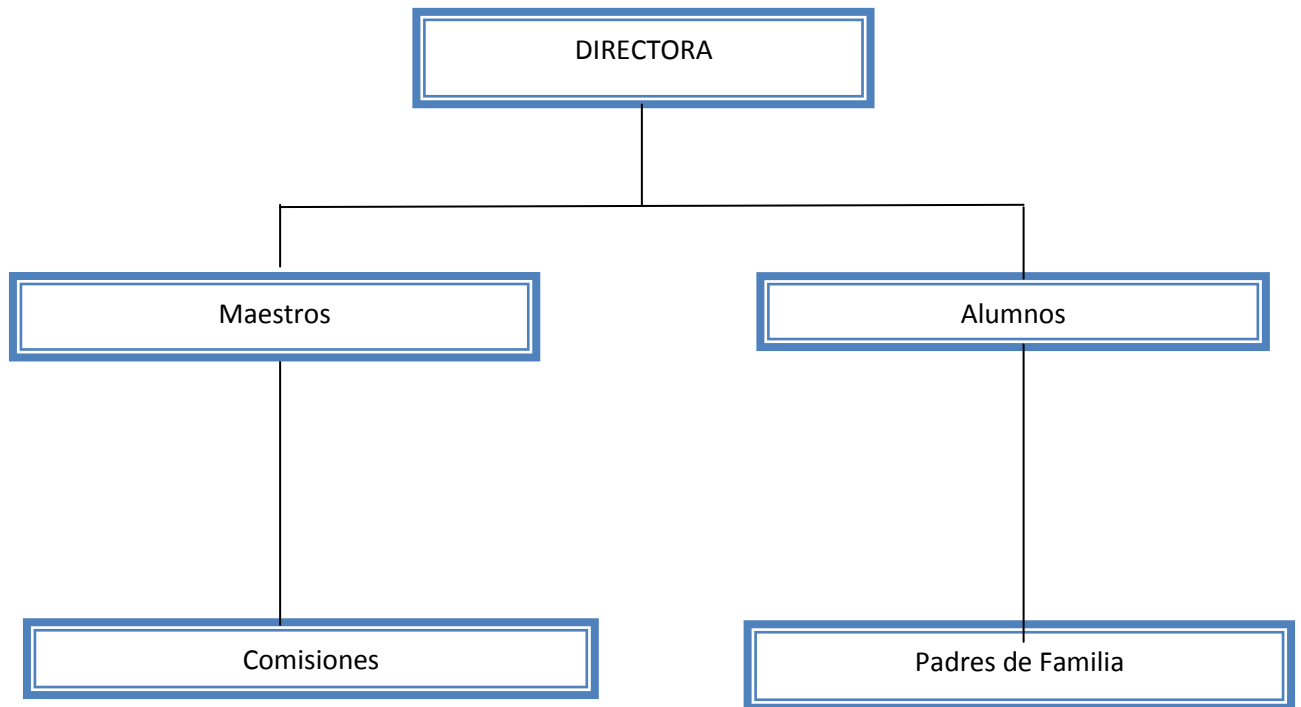 DIRECTORA
Maestros
Alumnos
Comisiones
Padres de Familia